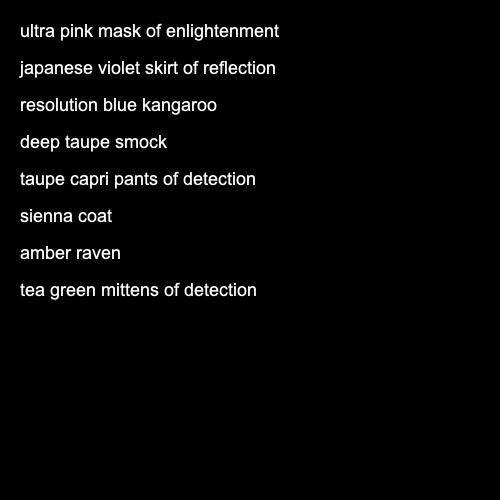 ultra pink mask of enlightenment
japanese violet skirt of reflection
resolution blue kangaroo
deep taupe smock
taupe capri pants of detection
sienna coat
amber raven
tea green mittens of detection